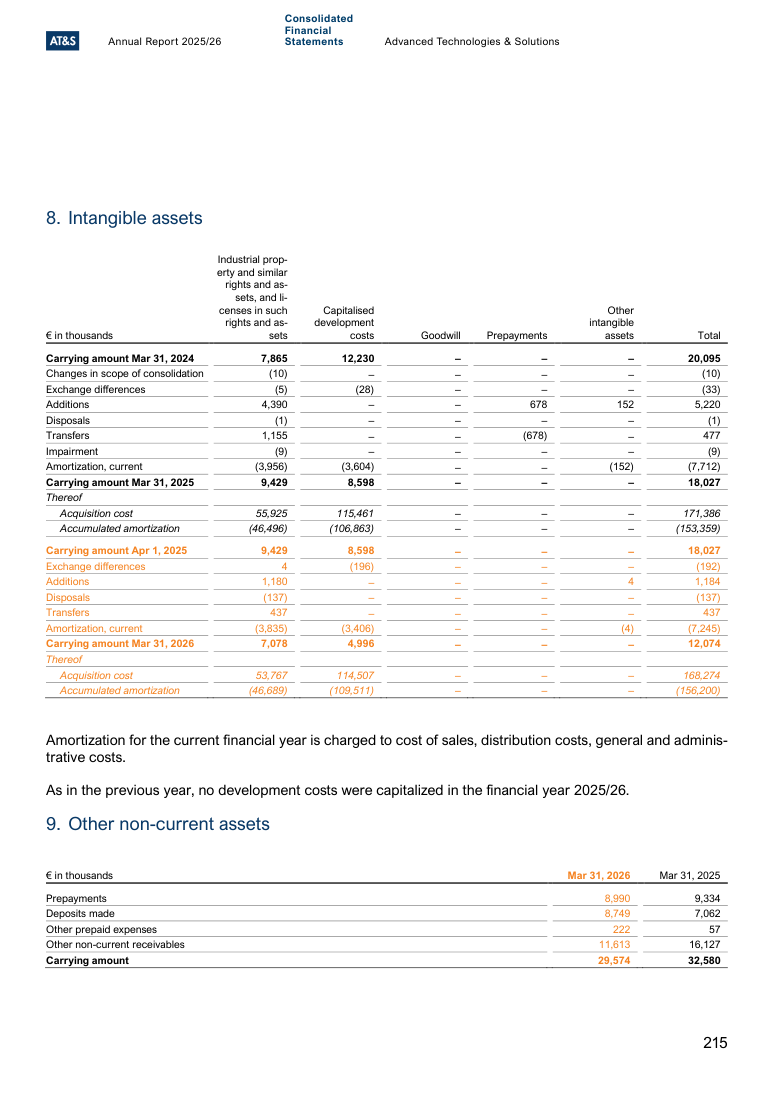 Consolidated
Financial
AT&S Annual Report 2025/26 Statements Advanced Technologies & Solutions
8. Intangible assets
Industrial prop-
erty and similar
rights and as-
sets, and li-
censes in such Capitalised Other
rights and as- development intangible
€ in thousands sets costs Goodwill Prepayments assets Total
Carrying amount Mar 31, 2024 7,865 12,230 – – – 20,095
Changes in scope of consolidation (10) – – – – (10)
Exchange differences (5) (28) – – – (33)
Additions 4,390 – – 678 152 5,220
Disposals (1) – – – – (1)
Transfers 1,155 – – (678) – 477
Impairment (9) – – – – (9)
Amortization, current (3,956) (3,604) – – (152) (7,712)
Carrying amount Mar 31, 2025 9,429 8,598 – – – 18,027
Thereof
Acquisition cost 55,925 115,461 – – – 171,386
Accumulated amortization (46,496) (106,863) – – – (153,359)
Carrying amount Apr 1, 2025 9,429 8,598 – – – 18,027
Exchange differences 4 (196) – – – (192)
Additions 1,180 – – – 4 1,184
Disposals (137) – – – – (137)
Transfers 437 – – – – 437
Amortization, current (3,835) (3,406) – – (4) (7,245)
Carrying amount Mar 31, 2026 7,078 4,996 – – – 12,074
Thereof
Acquisition cost 53,767 114,507 – – – 168,274
Accumulated amortization (46,689) (109,511) – – – (156,200)
Amortization for the current financial year is charged to cost of sales, distribution costs, general and adminis-
trative costs.
As in the previous year, no development costs were capitalized in the financial year 2025/26.
9. Other non-current assets
€ in thousands Mar 31, 2026 Mar 31, 2025
Prepayments 8,990 9,334
Deposits made 8,749 7,062
Other prepaid expenses 222 57
Other non-current receivables 11,613 16,127
Carrying amount 29,574 32,580
215